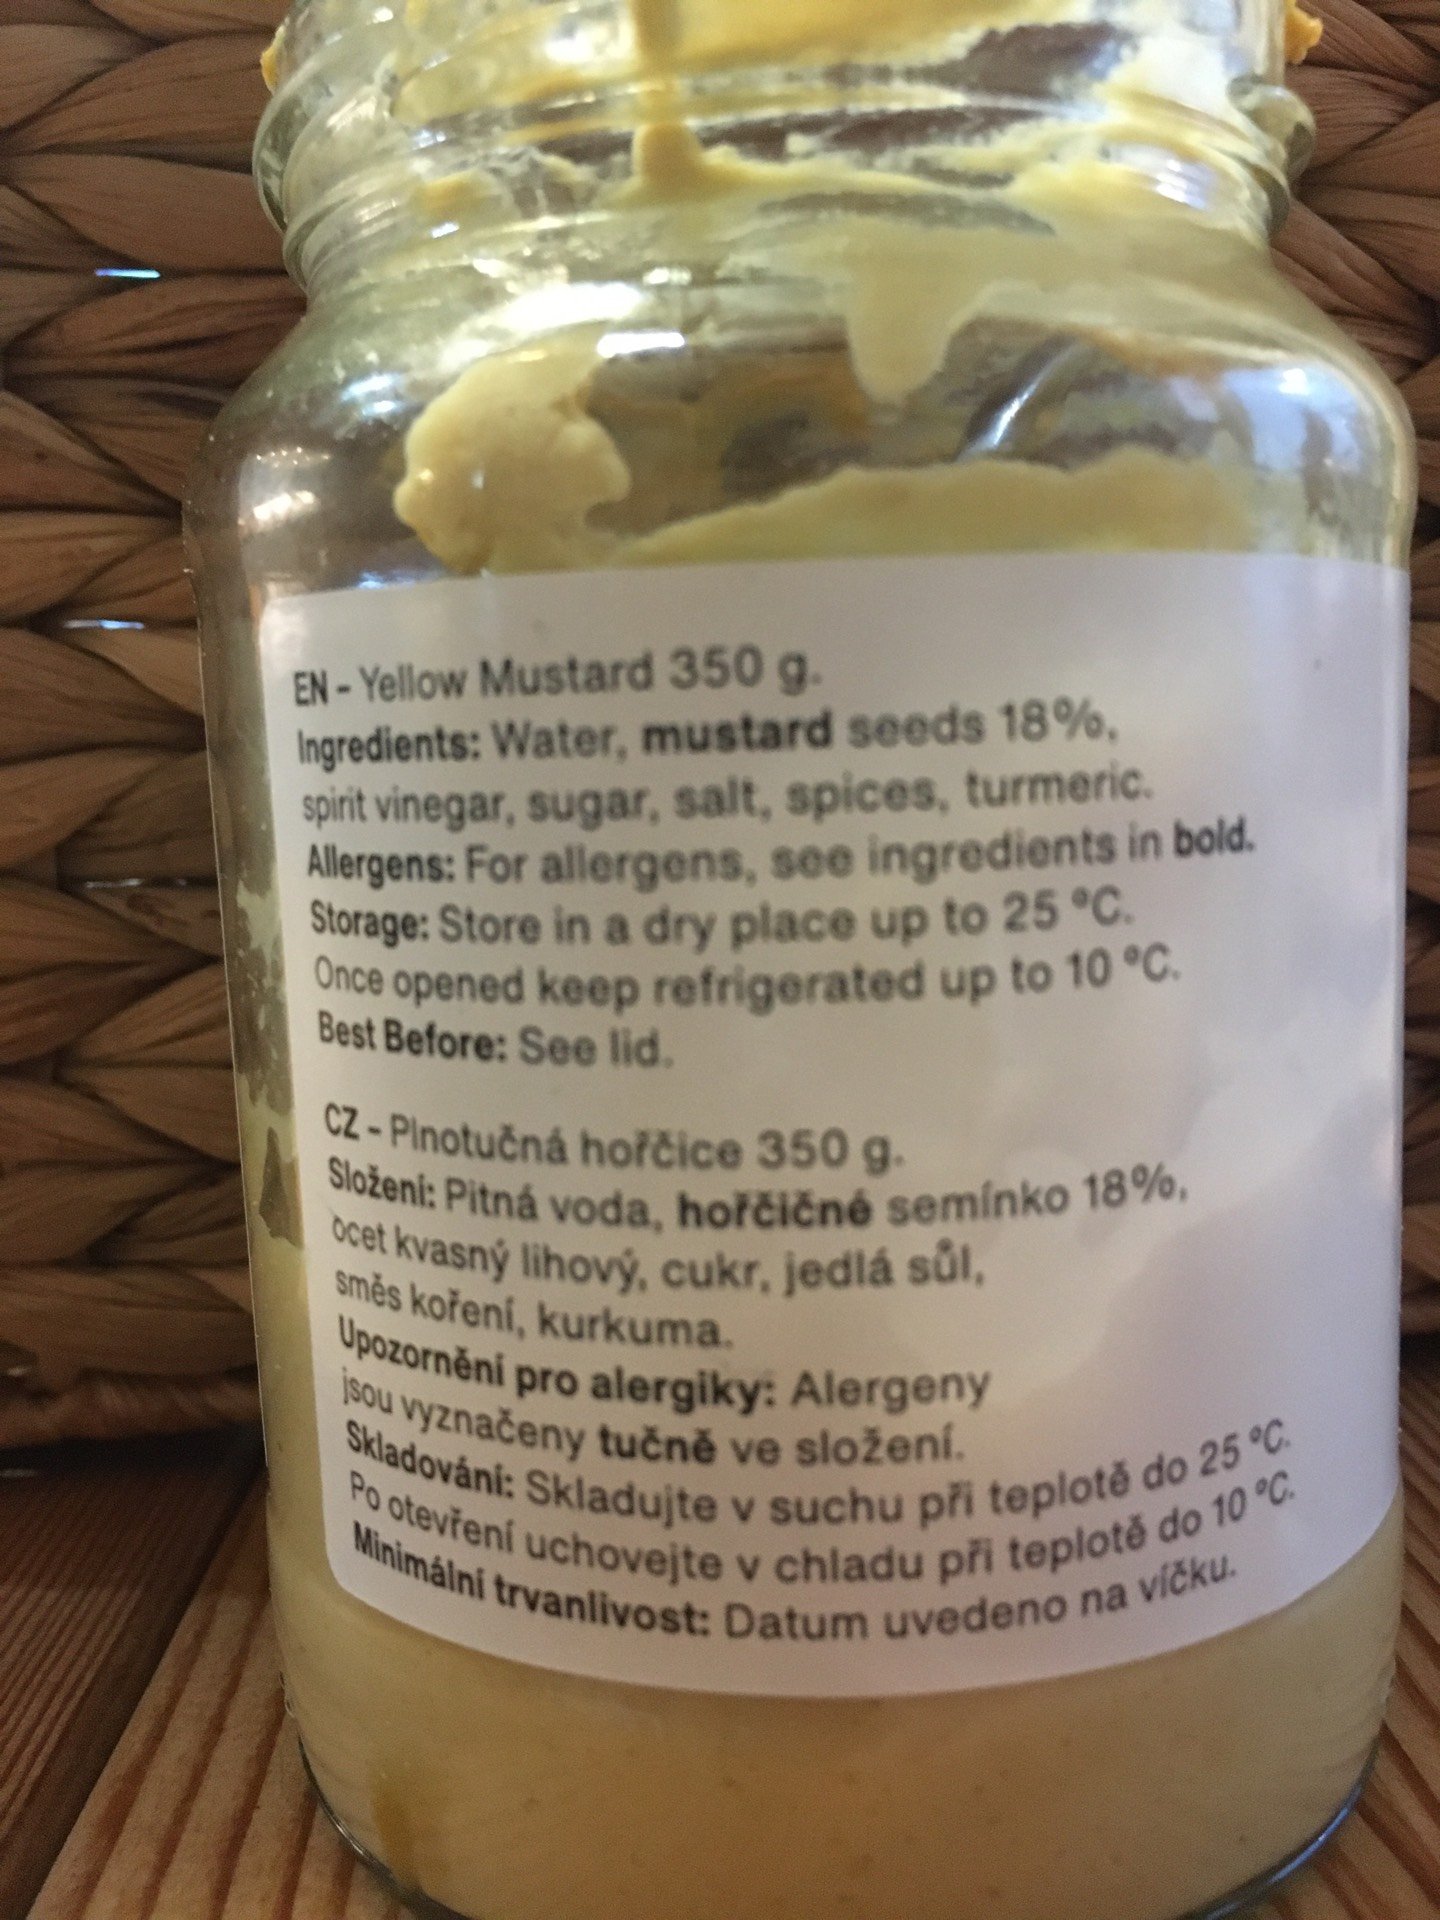 EN - Yellow Mustard 350 g.
Ingredients: Water, mustard seeds 18%,
spirit vinegar, sugar, salt, spices, turmeric.
Allergens: For allergens, see ingredients in bold.
Storage: Store in a dry place up to 25 °C.
Once opened keep refrigerated up to 10 °C.
Best Before: See lid.
CZ - Plnotučná hořčice 350 g.
Složení: Pitná voda, hořčičné semínko 18%,
ocet kvasný lihový, cukr, jedlá sůl,
směs koření, kurkuma.
Upozornění pro alergiky: Alergeny
jsou vyznačeny tučně ve složení.
Skladování: Skladujte v suchu při teplotě do 25 °C.
Po otevření uchovejte v chladu při teplotě do 10 °C.
Minimální trvanlivost: Datum uvedeno na víčku.